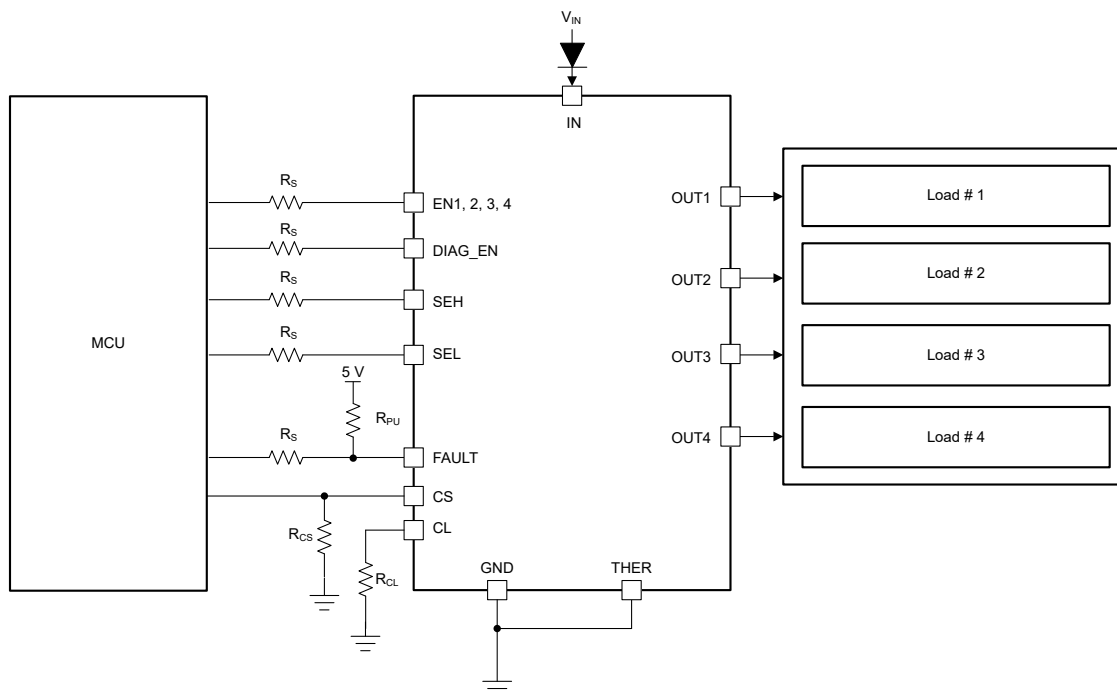 VIN
IN
MCU
RS
EN1, 2, 3, 4
RS
DIAG_EN
RS
SEH
RS
SEL
5 V
RPU
RS
FAULT
CS
RCS
CL
RCL
GND
THER
OUT1
Load # 1
OUT2
Load # 2
OUT3
Load # 3
OUT4
Load # 4